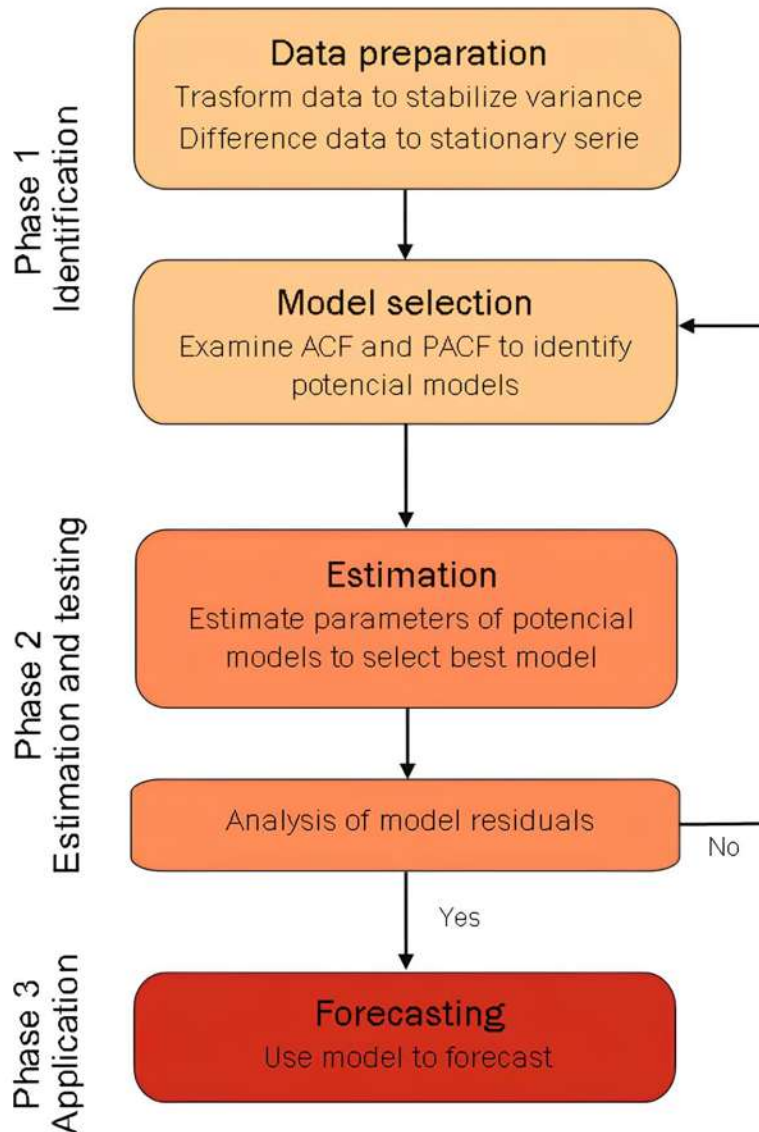 Phase 1
Identification
Data preparation
Trasform data to stabilize variance
Difference data to stationary serie
Model selection
Examine ACF and PACF to identify
potencial models
Phase 2
Estimation and testing
Estimation
Estimate parameters of potencial
models to select best model
Analysis of model residuals
No
Yes
Phase 3
Application
Forecasting
Use model to forecast